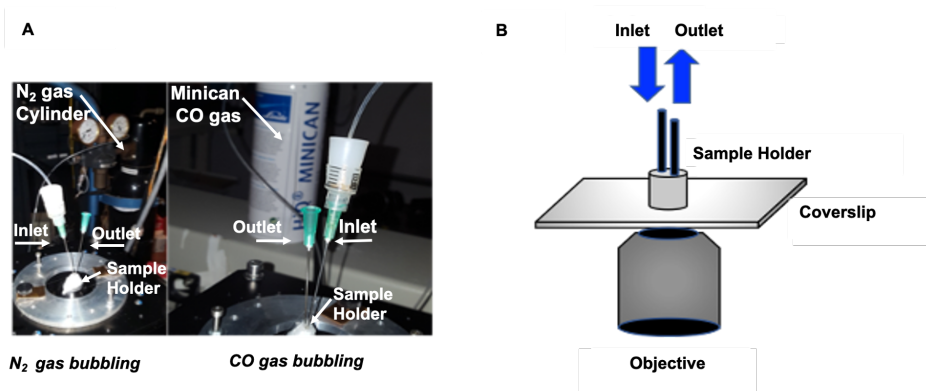 A
N₂ gas
Cylinder
Inlet
Outlet
Sample
Holder
N₂ gas bubbling
Minican
CO gas
MINICAN
Outlet
Inlet
Sample
Holder
CO gas bubbling
B
Inlet Outlet
Sample Holder
Coverslip
Objective